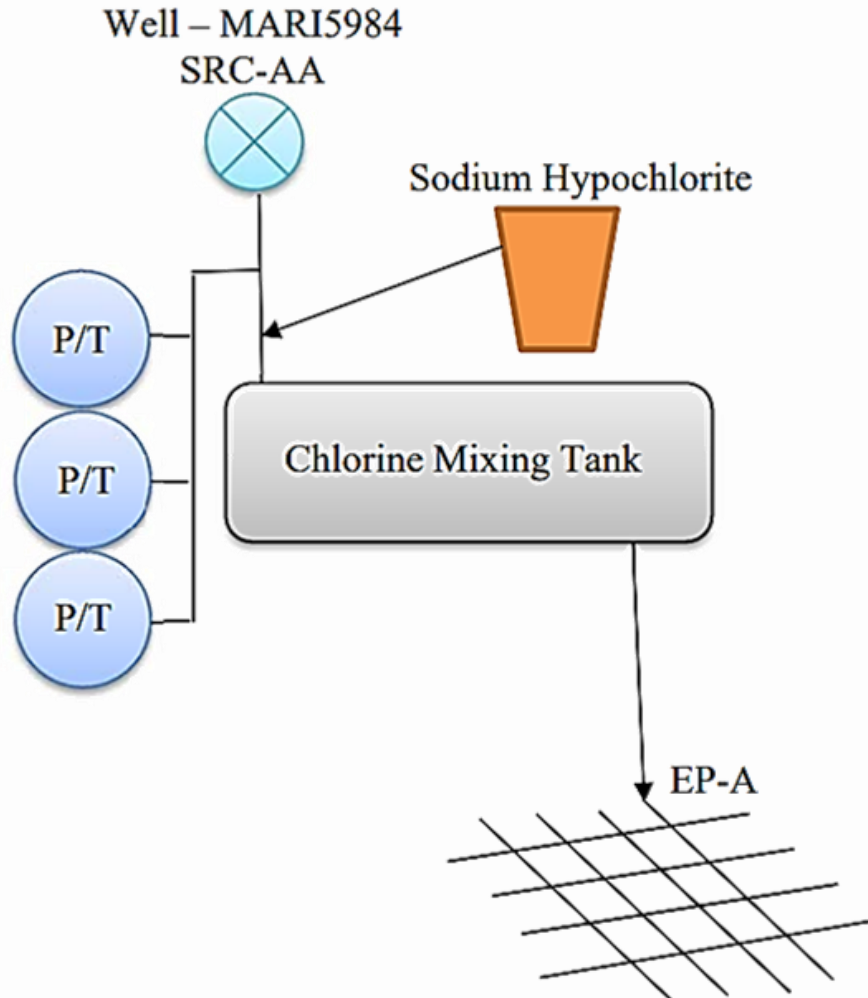 Well – MARI5984
SRC-AA
Sodium Hypochlorite
P/T
Chlorine Mixing Tank
P/T
P/T
EP-A